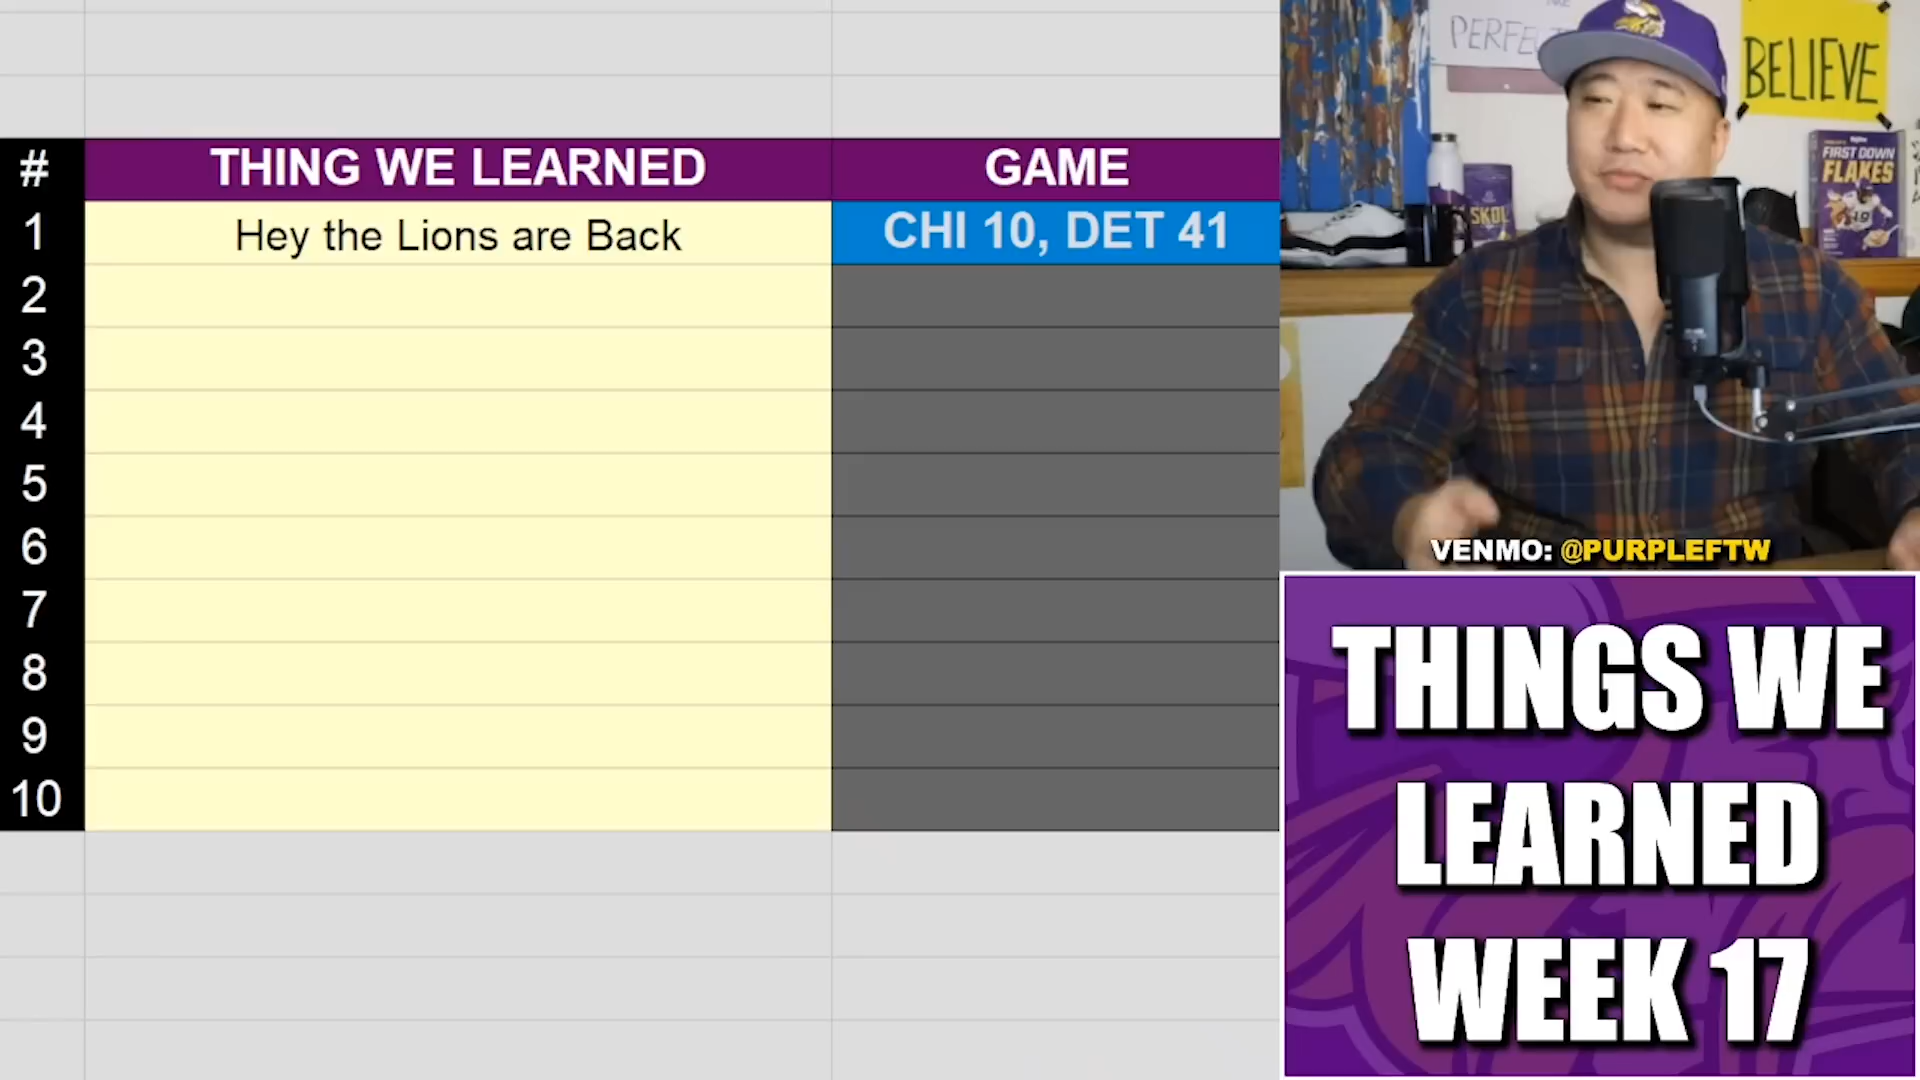 # THING WE LEARNED GAME
1 Hey the Lions are Back CHI 10, DET 41
2
3
4
5
6
7
8
9
10
PERFE
BELIEVE
FIRST DOWN
FLAKES
SKOL
VENMO: @PURPLEFTW
THINGS WE
LEARNED
WEEK 17